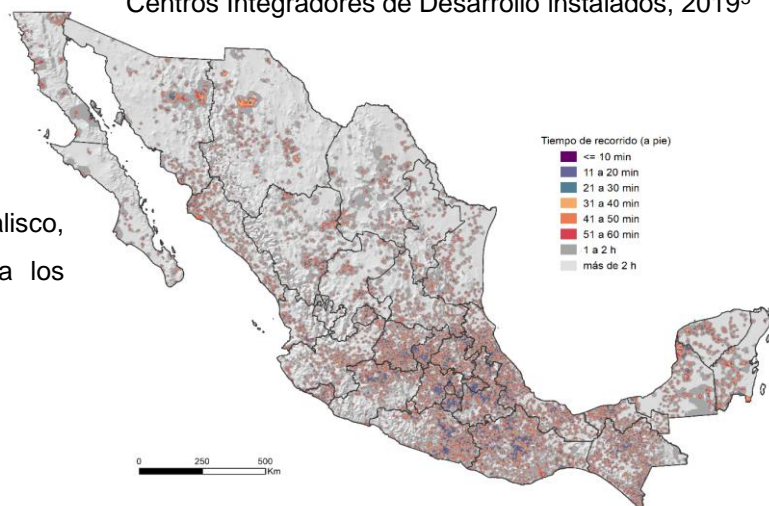 Centros Integradores de Desarrollo instalados, 2019³
Tiempo de recorrido (a pie)
<= 10 min
11 a 20 min
21 a 30 min
31 a 40 min
41 a 50 min
51 a 60 min
1 a 2 h
más de 2 h
alisco,
a los
0 250 500
Km